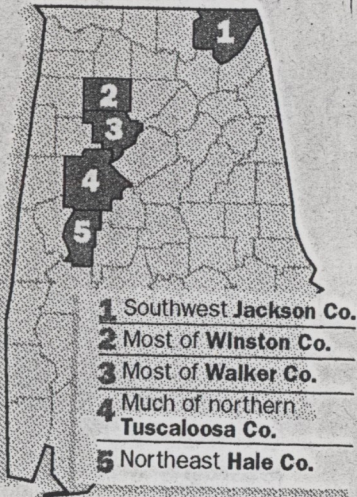 1
2
3
4
5
1 Southwest Jackson Co.
2 Most of Winston Co.
3 Most of Walker Co.
4 Much of northern
Tuscaloosa Co.
5 Northeast Hale Co.